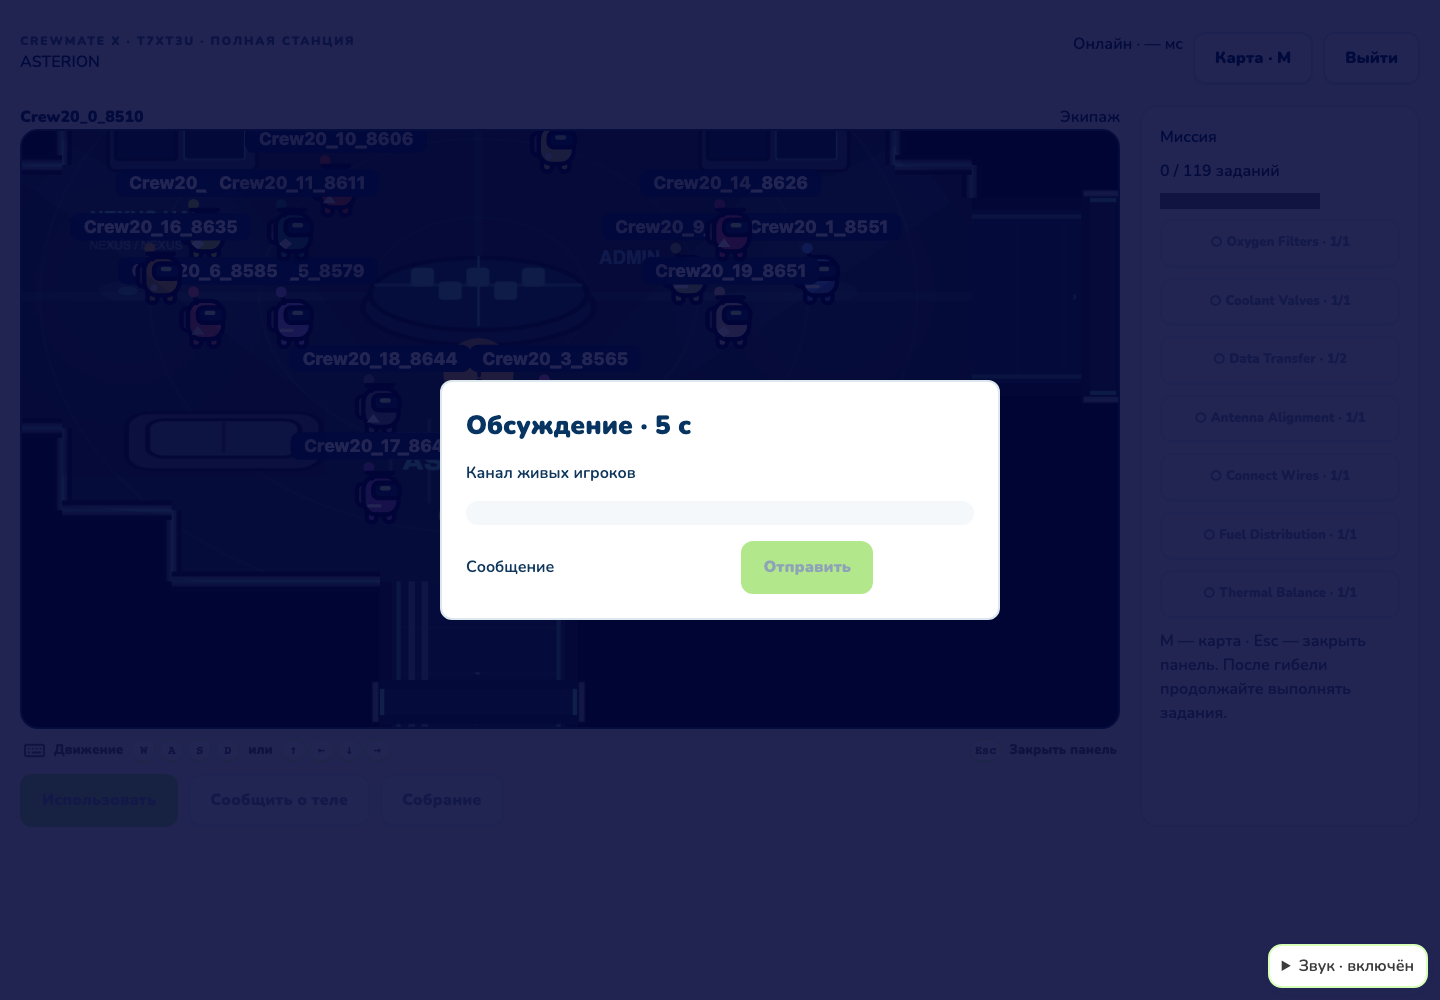 CREWMATE X · T7XT3U · ПОЛНАЯ СТАНЦИЯ
ASTERION
Онлайн · — мс
Карта · M
Выйти
Crew20_0_8510
Экипаж
Crew20_10_8606
Crew20_
Crew20_11_8611
Crew20_14_8626
Crew20_16_8635
Crew20_9
Crew20_1_8551
NEXUS / NEXUS
ADMIN
20_6_8585
_5_8579
Crew20_19_8651
Crew20_18_8644
Crew20_3_8565
Crew20_17_864
AS
Обсуждение · 5 с
Канал живых игроков
Сообщение
Отправить
Миссия
0 / 119 заданий
Oxygen Filters · 1/1
Coolant Valves · 1/1
Data Transfer · 1/2
Antenna Alignment · 1/1
Connect Wires · 1/1
Fuel Distribution · 1/1
Thermal Balance · 1/1
M — карта · Esc — закрыть
панель. После гибели
продолжайте выполнять
задания.
Движение W A S D или ↑ ← ↓ →
Esc Закрыть панель
Использовать
Сообщить о теле
Собрание
Звук · включён